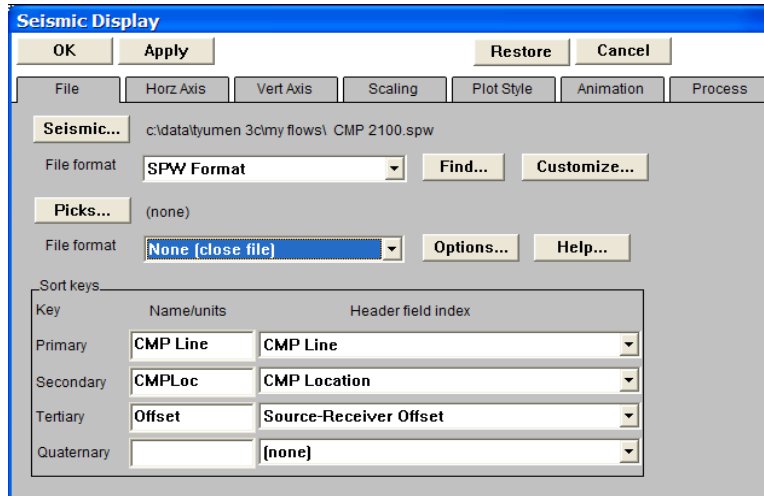 Seismic Display
OK Apply Restore Cancel
File Horz Axis Vert Axis Scaling Plot Style Animation Process
Seismic... c:\data\tyumen 3c\my flows\ CMP 2100.spw
File format SPW Format Find... Customize...
Picks... (none)
File format None (close file) Options... Help...
Sort keys
Key Name/units Header field index
Primary CMP Line CMP Line
Secondary CMPLoc CMP Location
Tertiary Offset Source-Receiver Offset
Quaternary (none)